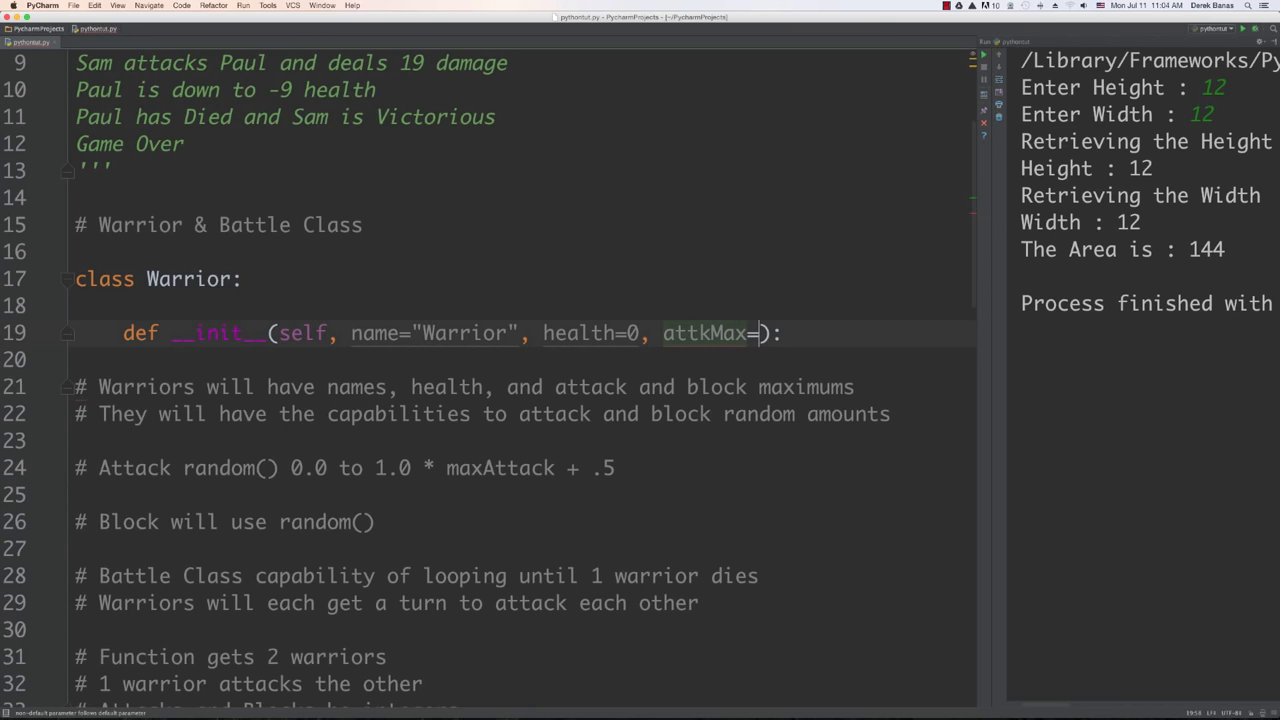 PyCharm File Edit View Navigate Code Refactor Run Tools VCS Window Help 10 Mon Jul 11 11:04 AM Derek Banas
pythontut.py - PyCharmProjects - [~/PycharmProjects]
PycharmProjects pythontut.py pythontut
pythontut.py
Run: pythontut
9 Sam attacks Paul and deals 19 damage
10 Paul is down to -9 health
11 Paul has Died and Sam is Victorious
12 Game Over
13 '''
14
15 # Warrior & Battle Class
16
17 class Warrior:
18
19 def __init__(self, name="Warrior", health=0, attkMax=):
20
21 # Warriors will have names, health, and attack and block maximums
22 # They will have the capabilities to attack and block random amounts
23
24 # Attack random() 0.0 to 1.0 * maxAttack + .5
25
26 # Block will use random()
27
28 # Battle Class capability of looping until 1 warrior dies
29 # Warriors will each get a turn to attack each other
30
31 # Function gets 2 warriors
32 # 1 warrior attacks the other
/Library/Frameworks/Py
Enter Height : 12
Enter Width : 12
Retrieving the Height
Height : 12
Retrieving the Width
Width : 12
The Area is : 144
Process finished with
non-default parameter follows default parameter
19:58 LF÷ UTF-8÷